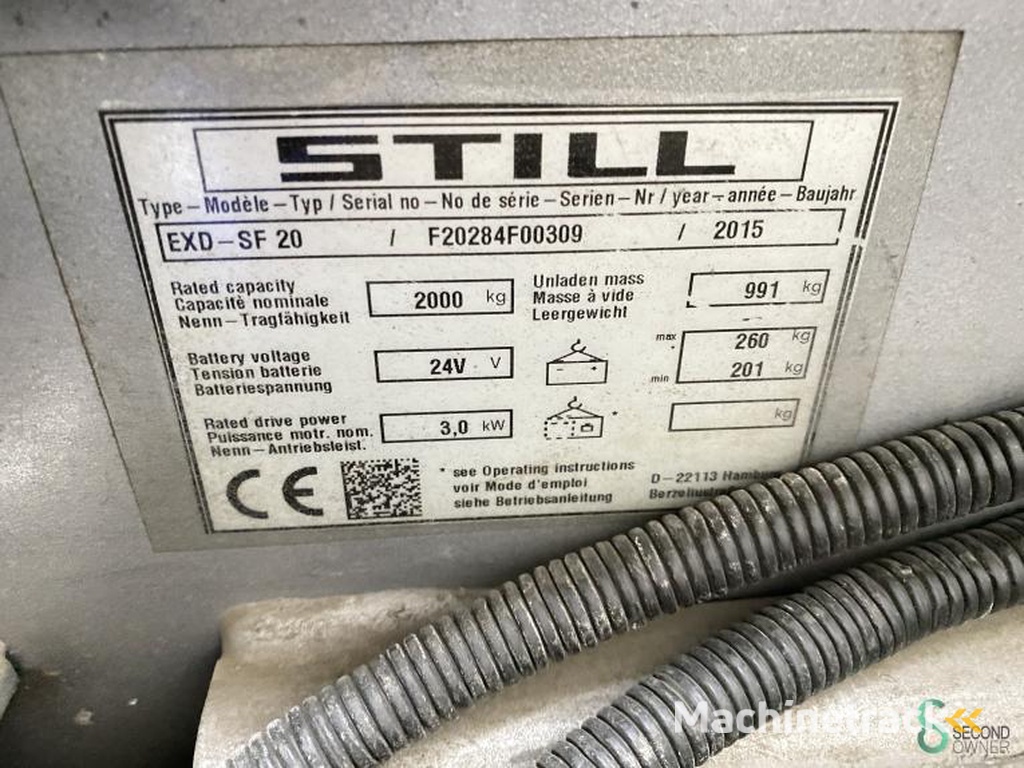 STILL
Type – Modèle – Typ / Serial no – No de série – Serien – Nr / year – année – Baujahr
EXD – SF 20 / F20284F00309 / 2015
Rated capacity
Capacitè nominale
Nenn – Tragfähigkeit
2000 kg
Unladen mass
Masse à vide
Leergewicht
991 kg
Battery voltage
Tension batterie
Batteriespannung
24V V
- +
max 260 kg
*
min 201 kg
Rated drive power
Puissance motr. nom.
Nenn – Antriebsleist.
3,0 kW
*
kg
CE
* see Operating instructions
voir Mode d'emploi
siehe Betriebsanleitung
D – 22113
Machinetrack
SECOND
OWNER